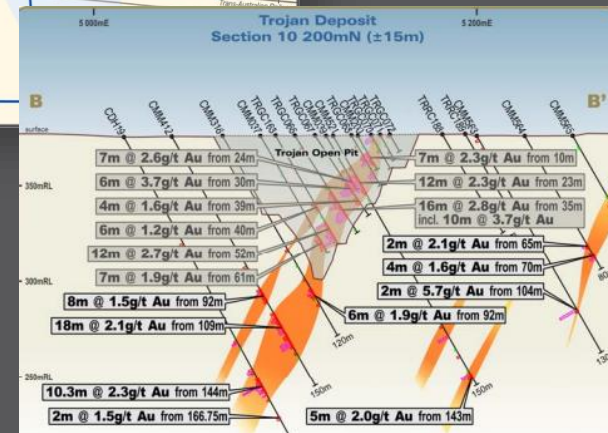 Trojan Deposit
Section 10 200mN (±15m)
5 000mE
5 200mE
B
B'
CDH19
CMM412
CMM316
CMM377
TRRC188
CMM564
CMM565
surface
Trojan Open Pit
7m @ 2.6g/t Au from 24m
6m @ 3.7g/t Au from 30m
4m @ 1.6g/t Au from 39m
6m @ 1.2g/t Au from 40m
12m @ 2.7g/t Au from 52m
7m @ 1.9g/t Au from 61m
8m @ 1.5g/t Au from 92m
18m @ 2.1g/t Au from 109m
10.3m @ 2.3g/t Au from 144m
2m @ 1.5g/t Au from 166.75m
7m @ 2.3g/t Au from 10m
12m @ 2.3g/t Au from 23m
16m @ 2.8g/t Au from 35m
incl. 10m @ 3.7g/t Au
2m @ 2.1g/t Au from 65m
4m @ 1.6g/t Au from 70m
2m @ 5.7g/t Au from 104m
6m @ 1.9g/t Au from 92m
5m @ 2.0g/t Au from 143m
350mRL
300mRL
250mRL
120m
150m
150m